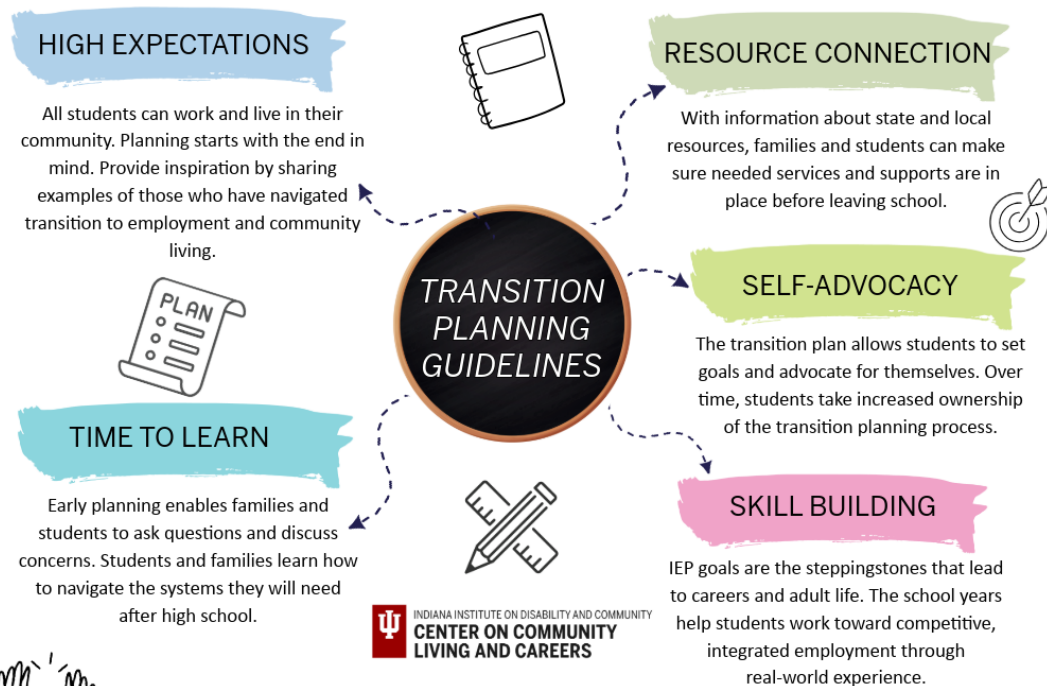 HIGH EXPECTATIONS
All students can work and live in their
community. Planning starts with the end in
mind. Provide inspiration by sharing
examples of those who have navigated
transition to employment and community
living.
PLAN
TIME TO LEARN
Early planning enables families and
students to ask questions and discuss
concerns. Students and families learn how
to navigate the systems they will need
after high school.
TRANSITION
PLANNING
GUIDELINES
RESOURCE CONNECTION
With information about state and local
resources, families and students can make
sure needed services and supports are in
place before leaving school.
SELF-ADVOCACY
The transition plan allows students to set
goals and advocate for themselves. Over
time, students take increased ownership
of the transition planning process.
SKILL BUILDING
IEP goals are the steppingstones that lead
to careers and adult life. The school years
help students work toward competitive,
integrated employment through
real-world experience.
INDIANA INSTITUTE ON DISABILITY AND COMMUNITY
CENTER ON COMMUNITY
LIVING AND CAREERS